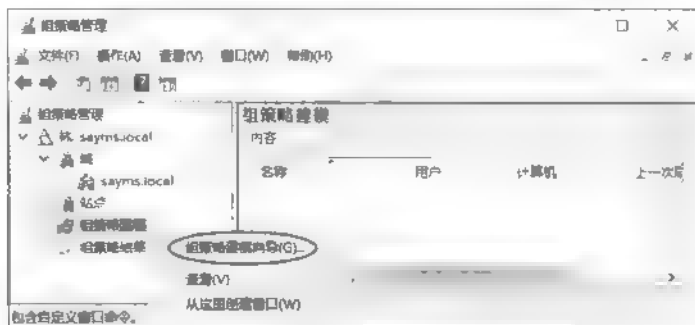 组策略管理
文件(F) 操作(A) 查看(V) 窗口(W) 帮助(H)
组策略管理
林 sayms.local
域
sayms.local
站点
组策略建模
组策略结果
组策略建模
内容
名称 用户 计算机 上一次刷
组策略建模向导(G)...
查看(V)
从这里创建窗口(W)
包含自定义窗口命令。